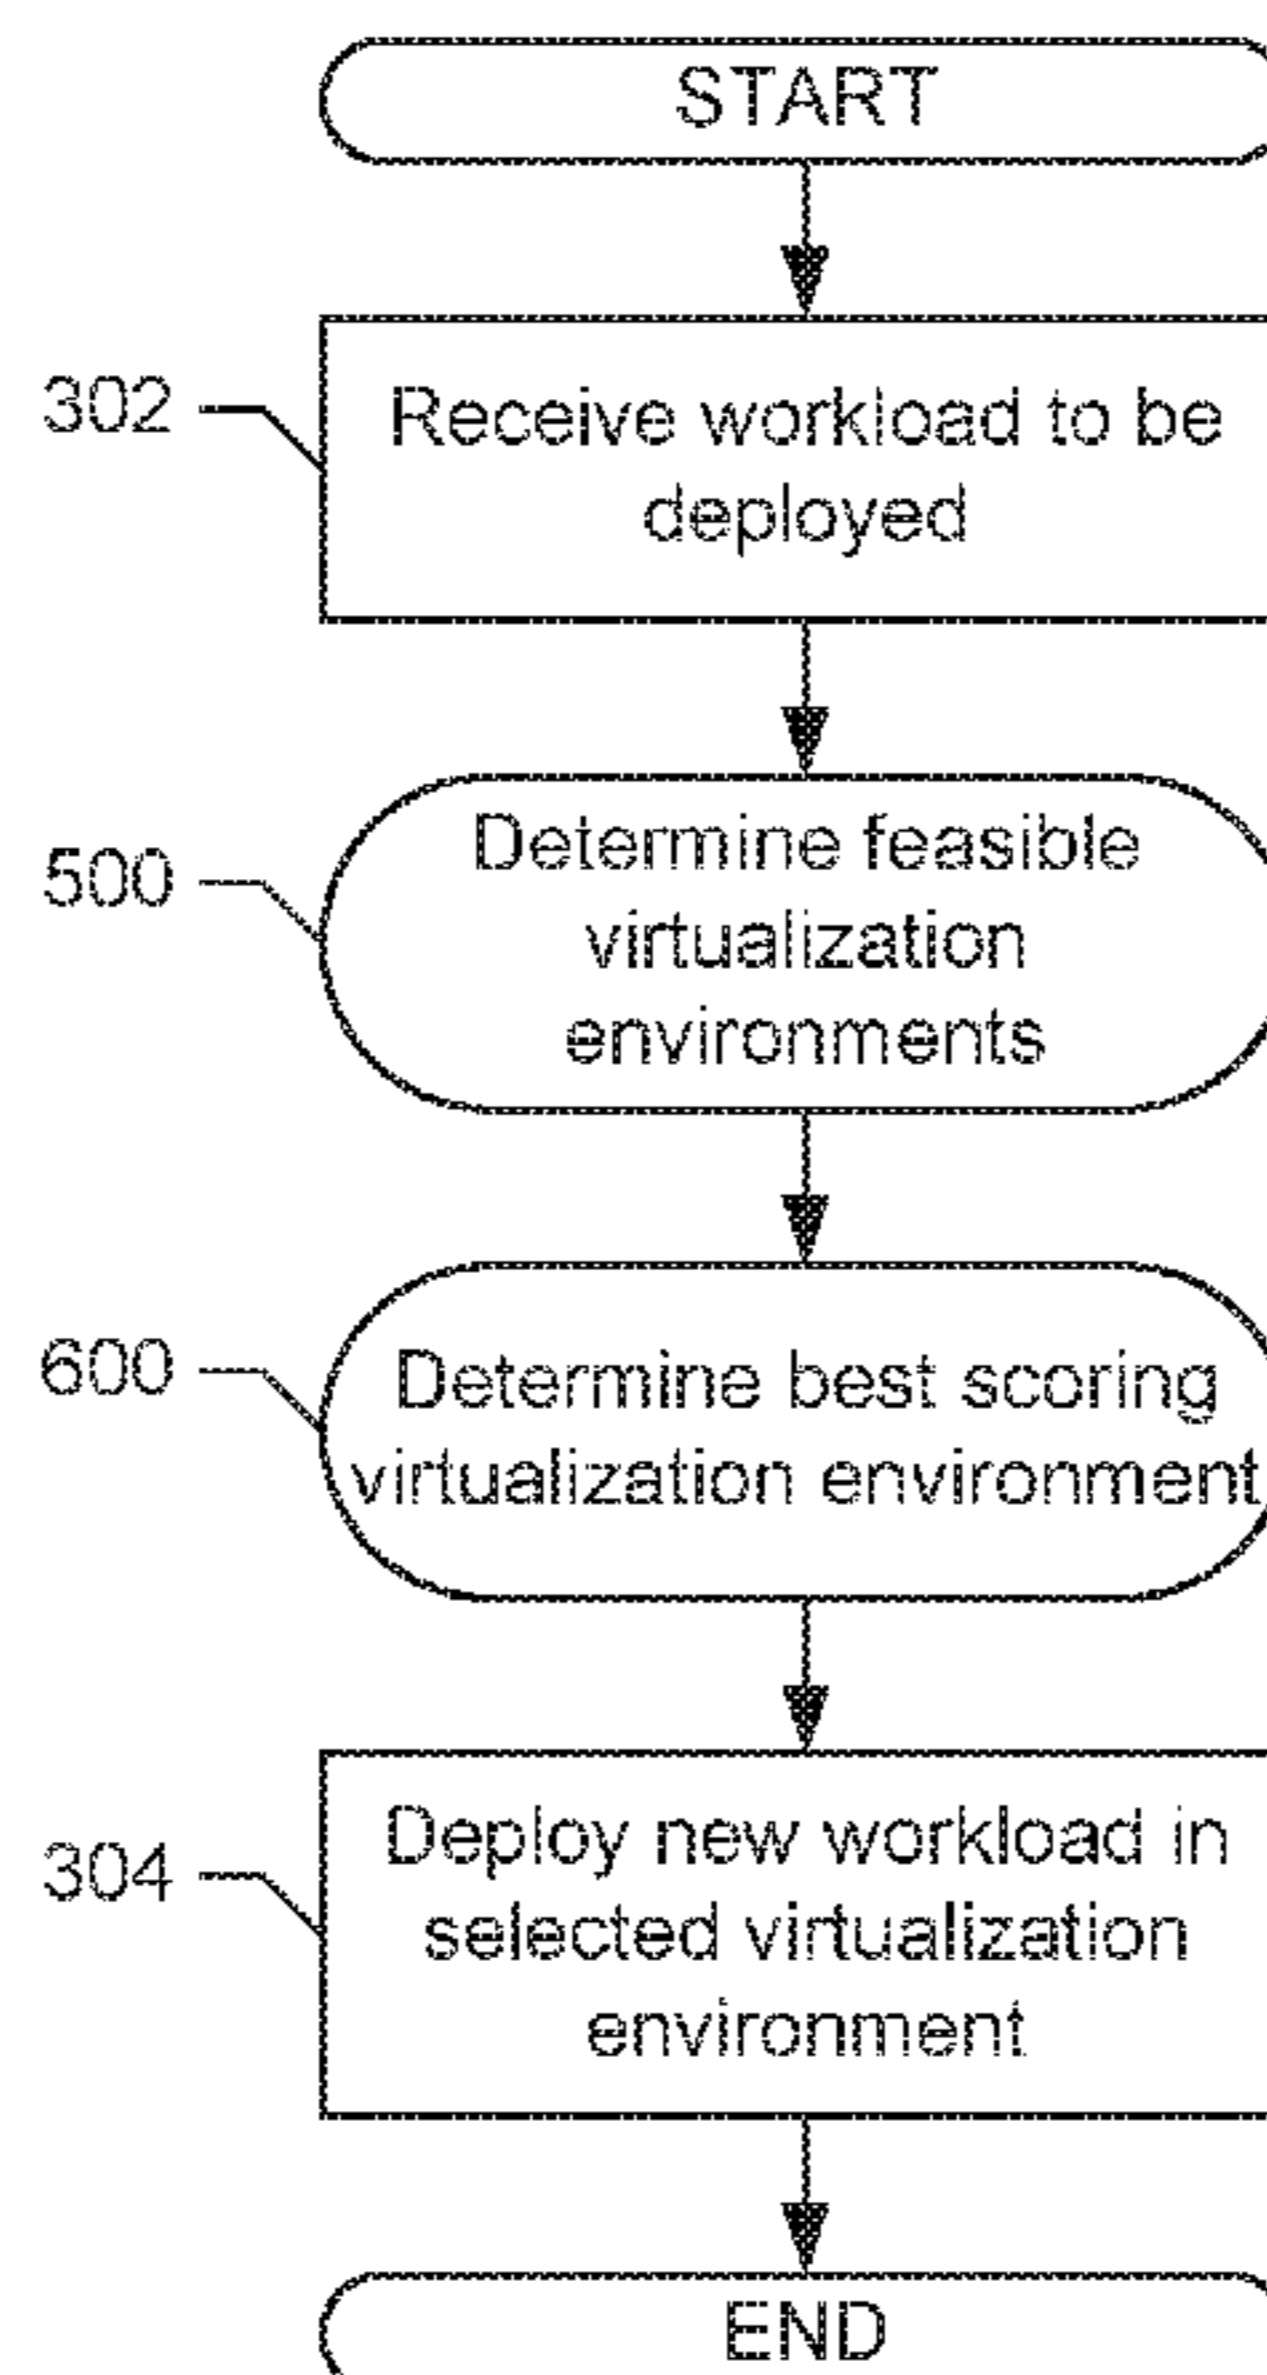 START
302
Receive workload to be
deployed
500
Determine feasible
virtualization
environments
600
Determine best scoring
virtualization environment
304
Deploy new workload in
selected virtualization
environment
END